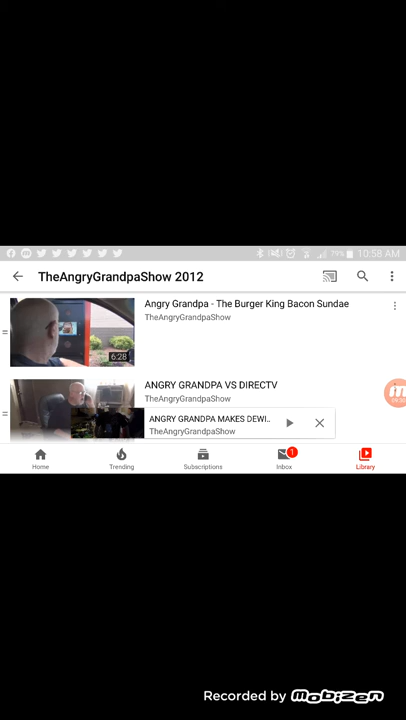 79% 10:58 AM
TheAngryGrandpaShow 2012
Angry Grandpa - The Burger King Bacon Sundae
TheAngryGrandpaShow
6:28
ANGRY GRANDPA VS DIRECTV
TheAngryGrandpaShow
ANGRY GRANDPA MAKES DEWI..
TheAngryGrandpaShow
1
Home
Trending
Subscriptions
Inbox
Library
Recorded by mobizen